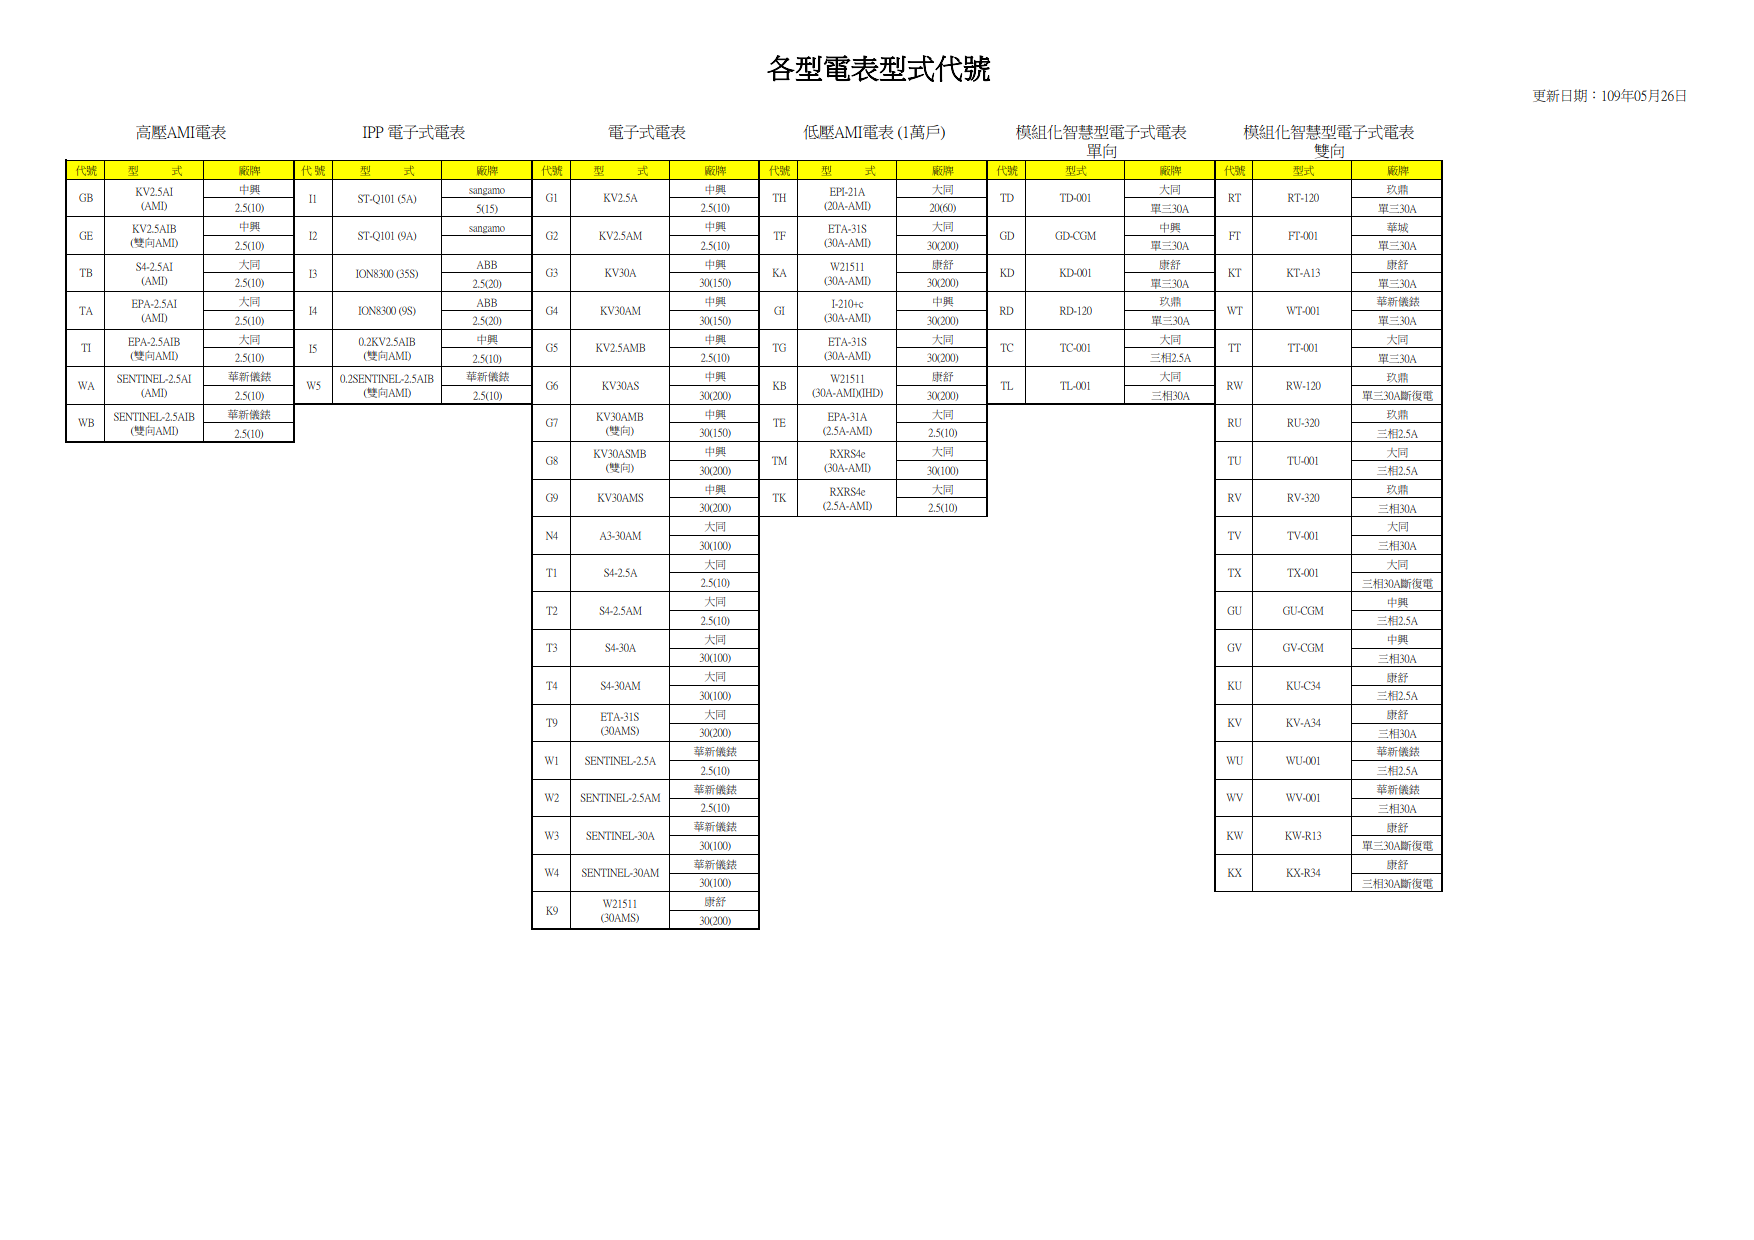 各型電表型式代號
更新日期：109年05月26日
高壓AMI電表
代號 型 式 廠牌
GB KV2.5AI (AMI) 中興 2.5(10)
GE KV2.5AIB (雙向AMI) 中興 2.5(10)
TB S4-2.5AI (AMI) 大同 2.5(10)
TA EPA-2.5AI (AMI) 大同 2.5(10)
TI EPA-2.5AIB (雙向AMI) 大同 2.5(10)
WA SENTINEL-2.5AI (AMI) 華新儀錶 2.5(10)
WB SENTINEL-2.5AIB (雙向AMI) 華新儀錶 2.5(10)
IPP 電子式電表
代 號 型 式 廠牌
I1 ST-Q101 (5A) sangamo 5(15)
I2 ST-Q101 (9A) sangamo
I3 ION8300 (35S) ABB 2.5(20)
I4 ION8300 (9S) ABB 2.5(20)
I5 0.2KV2.5AIB (雙向AMI) 中興 2.5(10)
W5 0.2SENTINEL-2.5AIB (雙向AMI) 華新儀錶 2.5(10)
電子式電表
代號 型 式 廠牌
G1 KV2.5A 中興 2.5(10)
G2 KV2.5AM 中興 2.5(10)
G3 KV30A 中興 30(150)
G4 KV30AM 中興 30(150)
G5 KV2.5AMB 中興 2.5(10)
G6 KV30AS 中興 30(200)
G7 KV30AMB (雙向) 中興 30(150)
G8 KV30ASMB (雙向) 中興 30(200)
G9 KV30AMS 中興 30(200)
N4 A3-30AM 大同 30(100)
T1 S4-2.5A 大同 2.5(10)
T2 S4-2.5AM 大同 2.5(10)
T3 S4-30A 大同 30(100)
T4 S4-30AM 大同 30(100)
T9 ETA-31S (30AMS) 大同 30(200)
W1 SENTINEL-2.5A 華新儀錶 2.5(10)
W2 SENTINEL-2.5AM 華新儀錶 2.5(10)
W3 SENTINEL-30A 華新儀錶 30(100)
W4 SENTINEL-30AM 華新儀錶 30(100)
K9 W21511 (30AMS) 康舒 30(200)
低壓AMI電表 (1萬戶)
代號 型 式 廠牌
TH EPI-21A (20A-AMI) 大同 20(60)
TF ETA-31S (30A-AMI) 大同 30(200)
KA W21511 (30A-AMI) 康舒 30(200)
GI I-210+c (30A-AMI) 中興 30(200)
TG ETA-31S (30A-AMI) 大同 30(200)
KB W21511 (30A-AMI)(IHD) 康舒 30(200)
TE EPA-31A (2.5A-AMI) 大同 2.5(10)
TM RXRS4e (30A-AMI) 大同 30(100)
TK RXRS4e (2.5A-AMI) 大同 2.5(10)
模組化智慧型電子式電表
單向
代號 型式 廠牌
TD TD-001 大同 單三30A
GD GD-CGM 中興 單三30A
KD KD-001 康舒 單三30A
RD RD-120 玖鼎 單三30A
TC TC-001 大同 三相2.5A
TL TL-001 大同 三相30A
模組化智慧型電子式電表
雙向
代號 型式 廠牌
RT RT-120 玖鼎 單三30A
FT FT-001 華城 單三30A
KT KT-A13 康舒 單三30A
WT WT-001 華新儀錶 單三30A
TT TT-001 大同 單三30A
RW RW-120 玖鼎 單三30A斷復電
RU RU-320 玖鼎 三相2.5A
TU TU-001 大同 三相2.5A
RV RV-320 玖鼎 三相30A
TV TV-001 大同 三相30A
TX TX-001 大同 三相30A斷復電
GU GU-CGM 中興 三相2.5A
GV GV-CGM 中興 三相30A
KU KU-C34 康舒 三相2.5A
KV KV-A34 康舒 三相30A
WU WU-001 華新儀錶 三相2.5A
WV WV-001 華新儀錶 三相30A
KW KW-R13 康舒 單三30A斷復電
KX KX-R34 康舒 三相30A斷復電